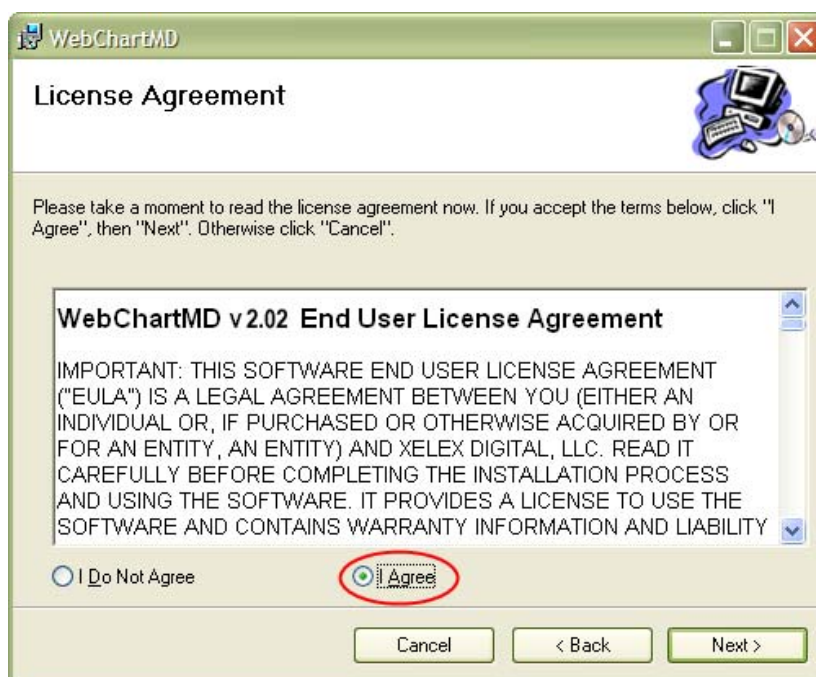 WebChartMD
License Agreement
Please take a moment to read the license agreement now. If you accept the terms below, click "I
Agree", then "Next". Otherwise click "Cancel".
WebChartMD v 2.02 End User License Agreement
IMPORTANT: THIS SOFTWARE END USER LICENSE AGREEMENT
("EULA") IS A LEGAL AGREEMENT BETWEEN YOU (EITHER AN
INDIVIDUAL OR, IF PURCHASED OR OTHERWISE ACQUIRED BY OR
FOR AN ENTITY, AN ENTITY) AND XELEX DIGITAL, LLC. READ IT
CAREFULLY BEFORE COMPLETING THE INSTALLATION PROCESS
AND USING THE SOFTWARE. IT PROVIDES A LICENSE TO USE THE
SOFTWARE AND CONTAINS WARRANTY INFORMATION AND LIABILITY
I Do Not Agree I Agree
Cancel < Back Next >